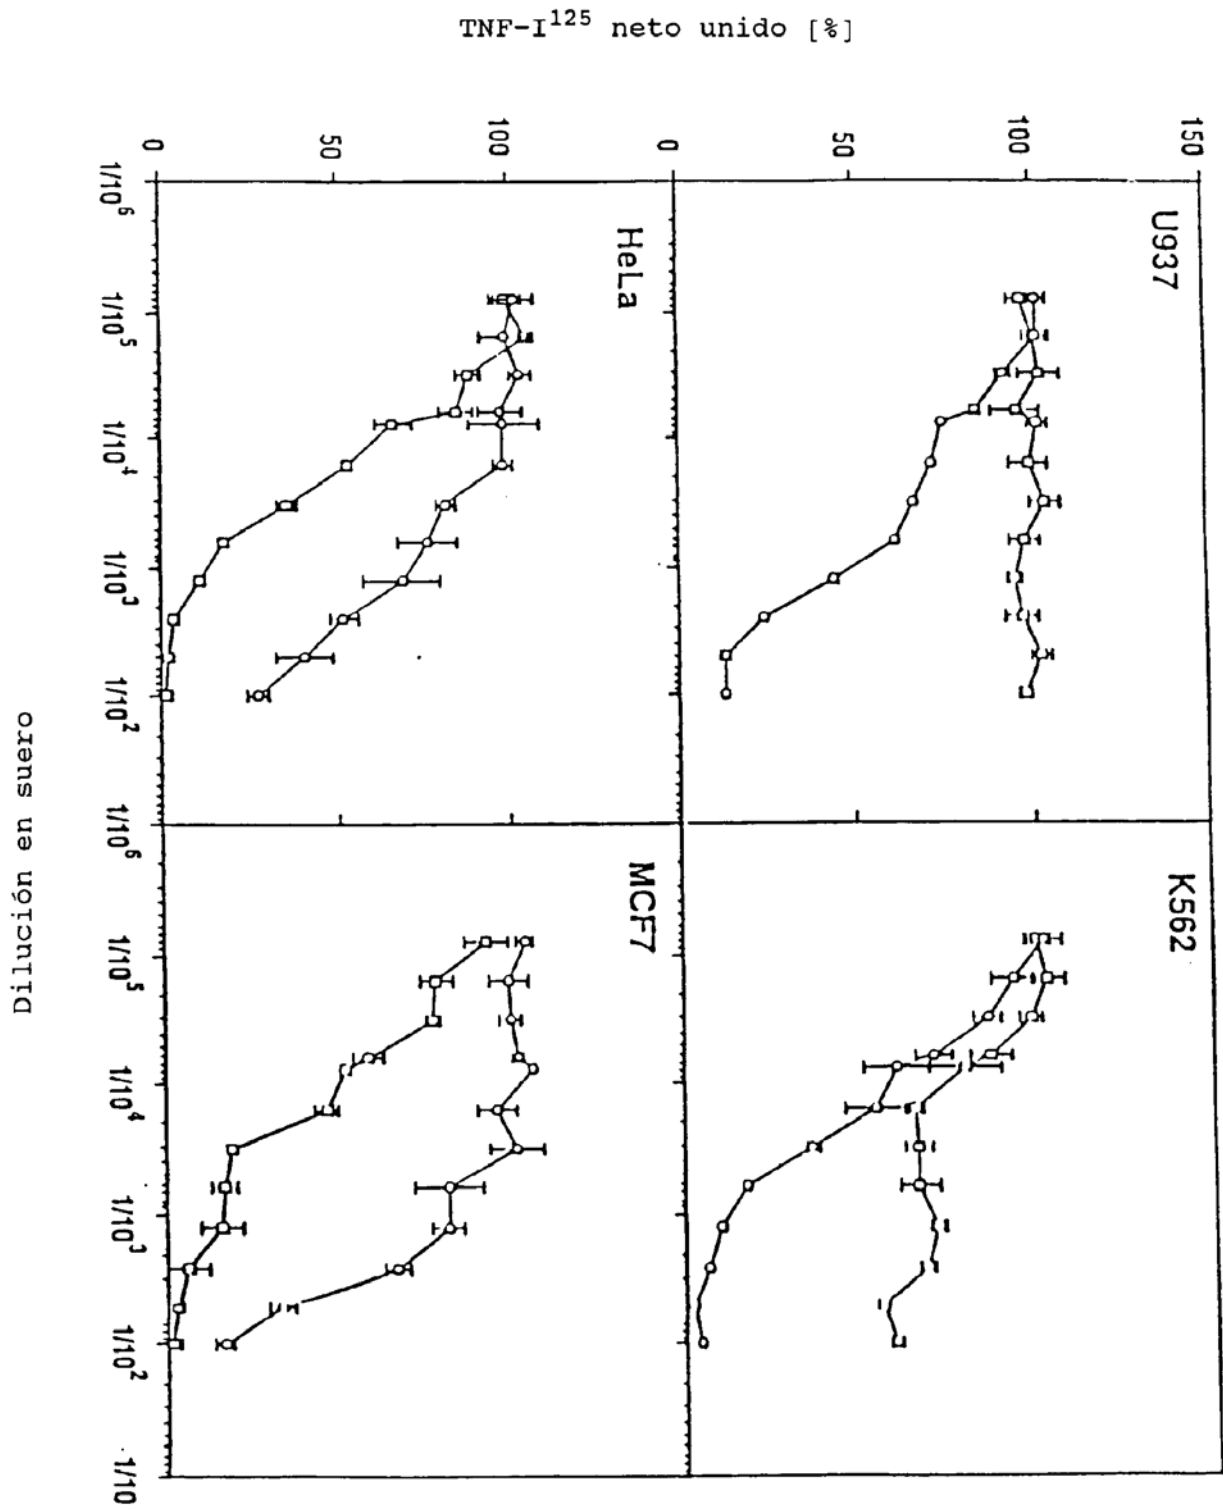 TNF-I¹²⁵ neto unido [%]
0
50
100
50
100
150
U937
HeLa
1/10⁶
1/10⁵
1/10⁴
1/10³
1/10²
K562
MCF7
1/10⁶
1/10⁵
1/10⁴
1/10³
1/10²
1/10
Dilución en suero